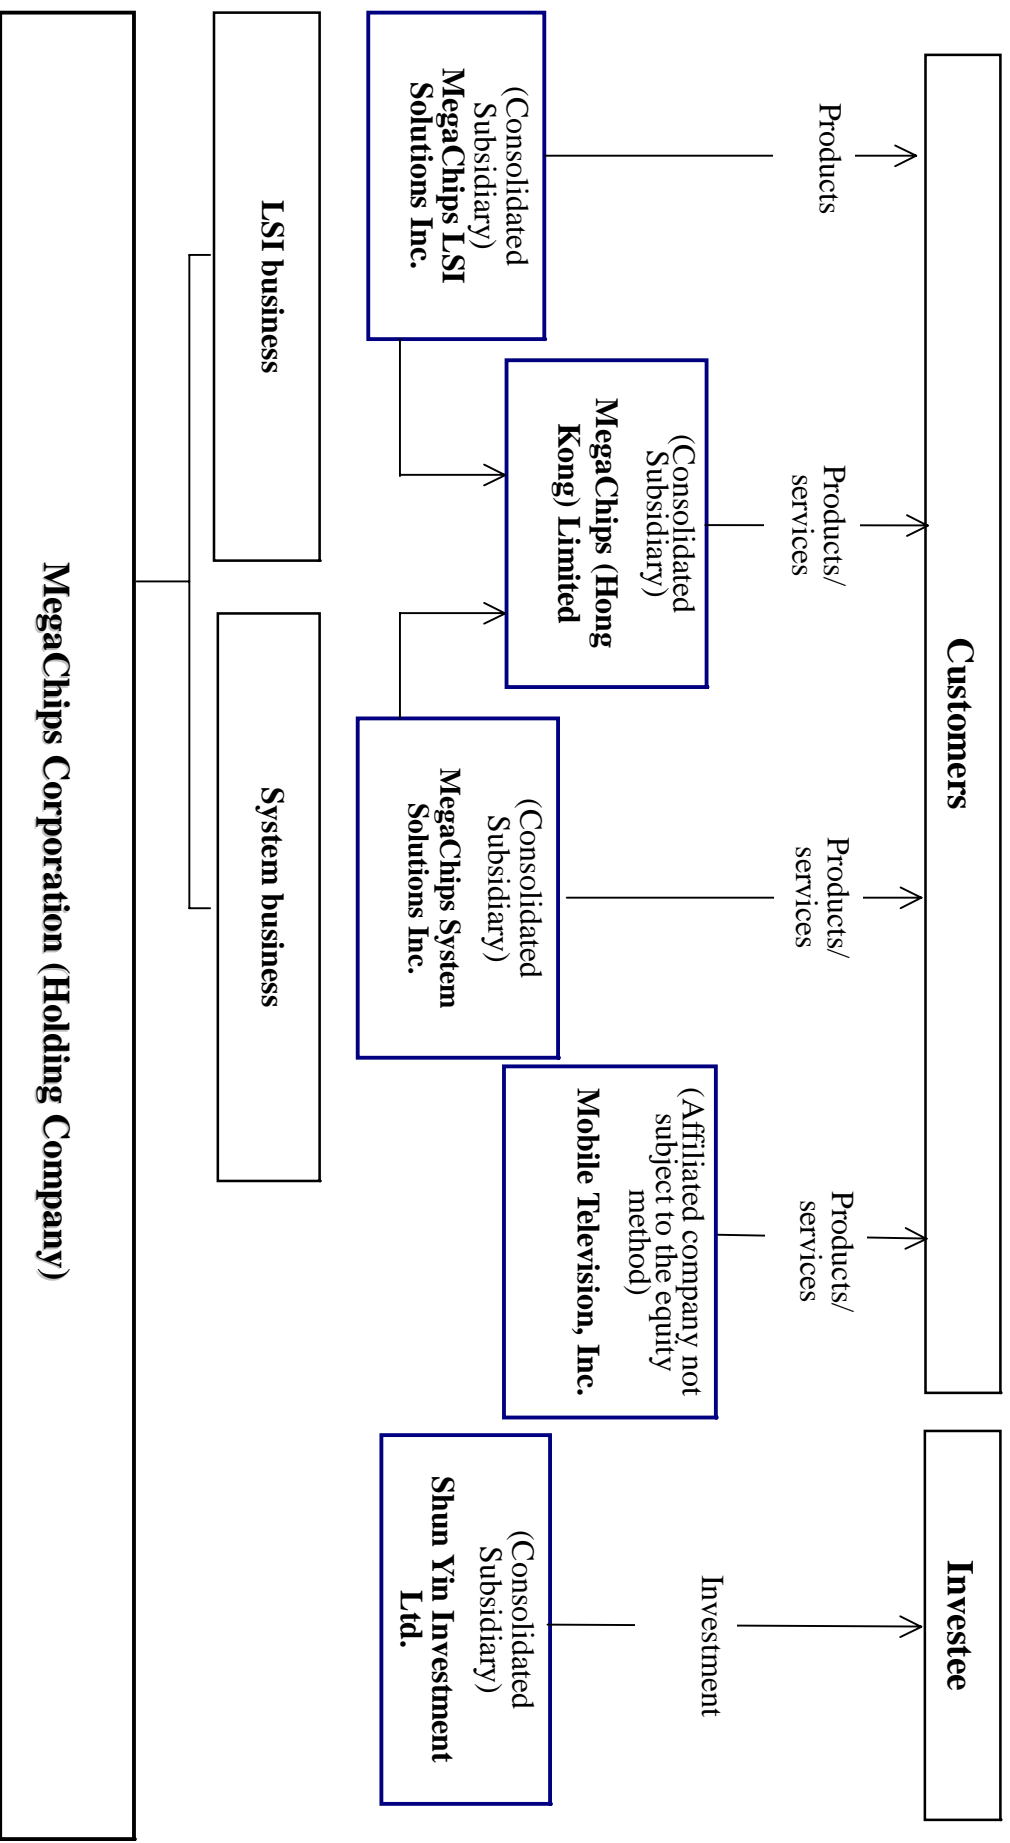 Customers
Investee
Products
Products/
services
Products/
services
Products/
services
Investment
(Consolidated
Subsidiary)
MegaChips LSI
Solutions Inc.
(Consolidated
Subsidiary)
MegaChips (Hong
Kong) Limited
(Consolidated
Subsidiary)
MegaChips System
Solutions Inc.
(Affiliated company not
subject to the equity
method)
Mobile Television, Inc.
(Consolidated
Subsidiary)
Shun Yin Investment
Ltd.
LSI business
System business
MegaChips Corporation (Holding Company)